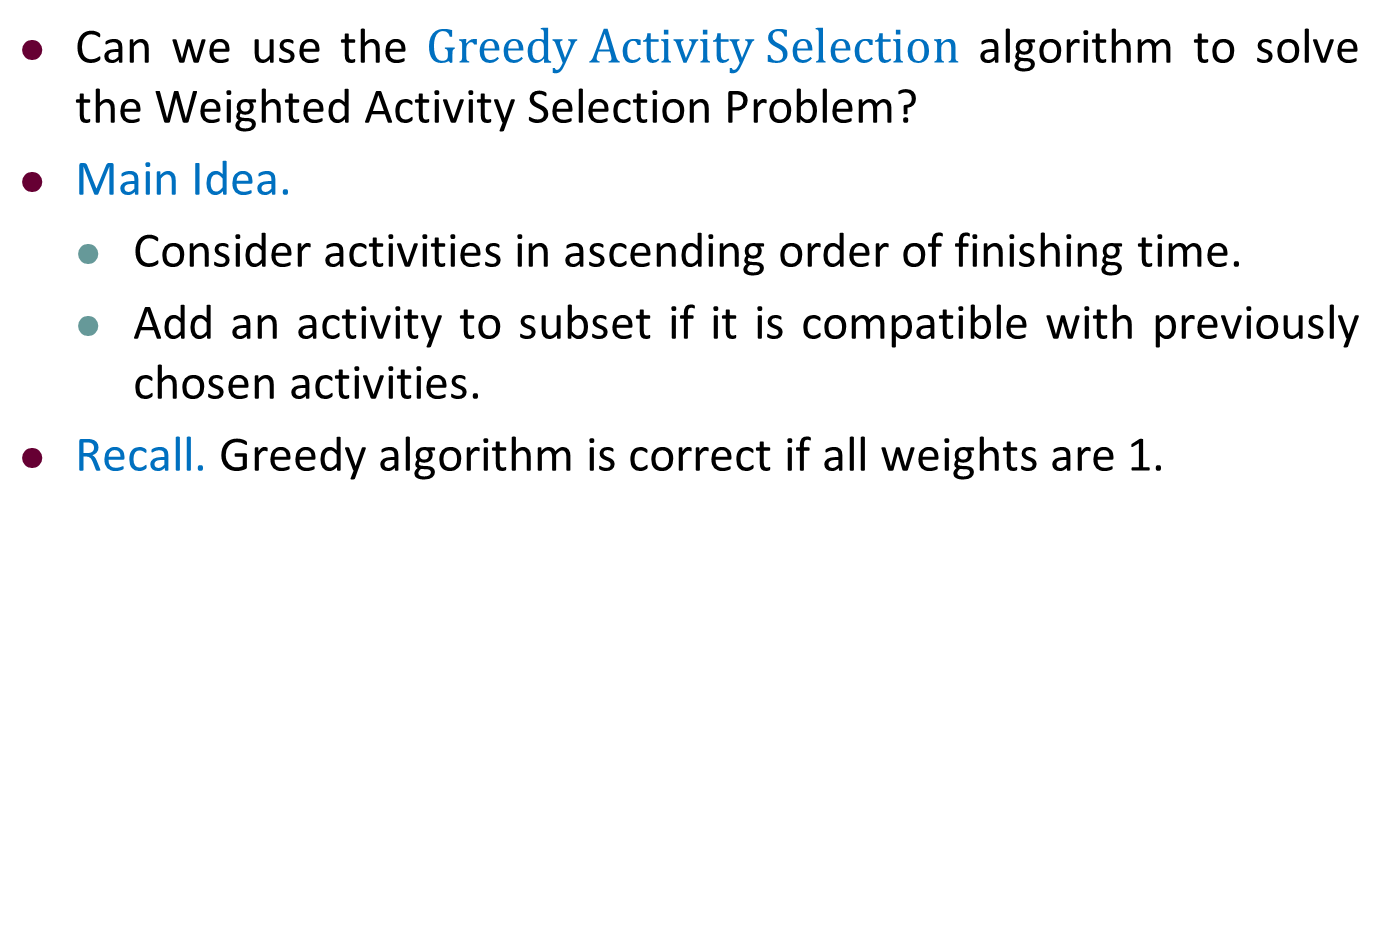 Can we use the Greedy Activity Selection algorithm to solve
the Weighted Activity Selection Problem?
Main Idea.
Consider activities in ascending order of finishing time.
Add an activity to subset if it is compatible with previously
chosen activities.
Recall. Greedy algorithm is correct if all weights are 1.